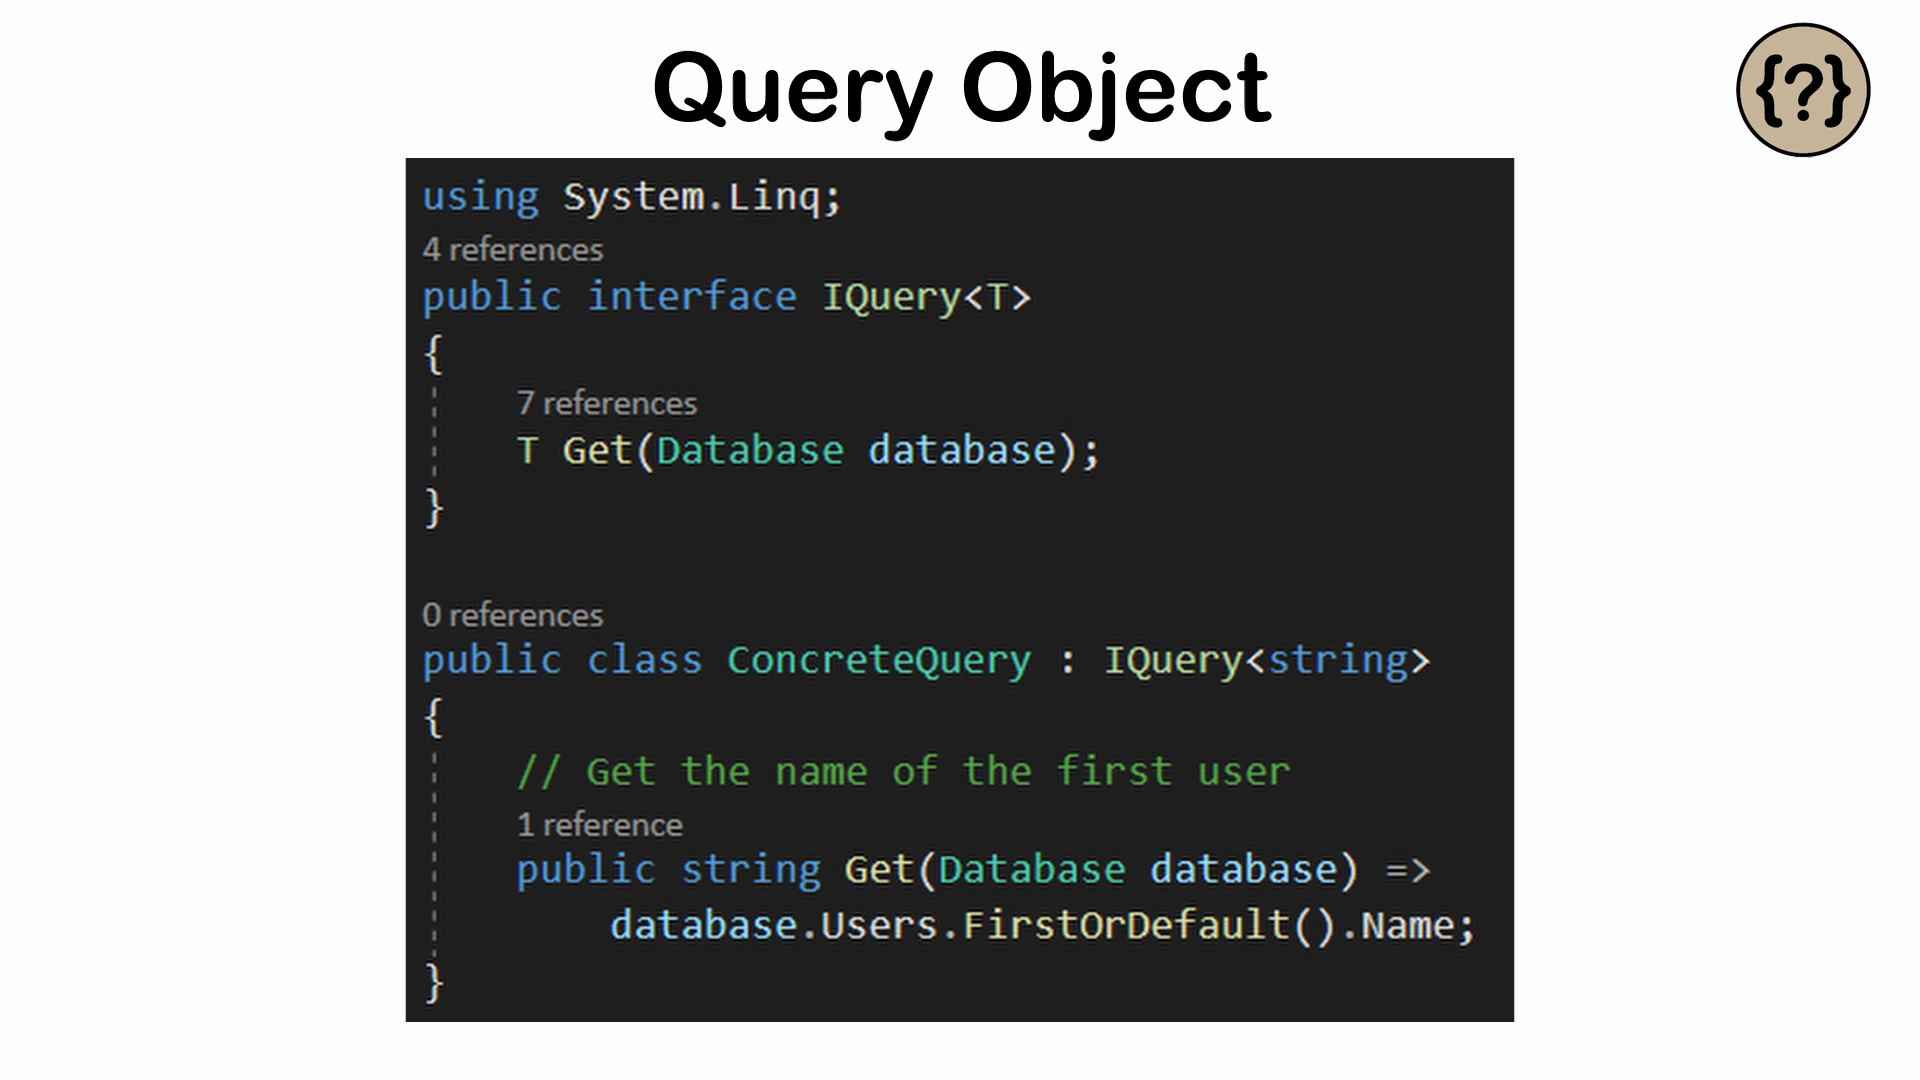 Query Object
{?}
using System.Linq;
4 references
public interface IQuery<T>
{
7 references
T Get(Database database);
}
0 references
public class ConcreteQuery : IQuery<string>
{
// Get the name of the first user
1 reference
public string Get(Database database) =>
database.Users.FirstOrDefault().Name;
}